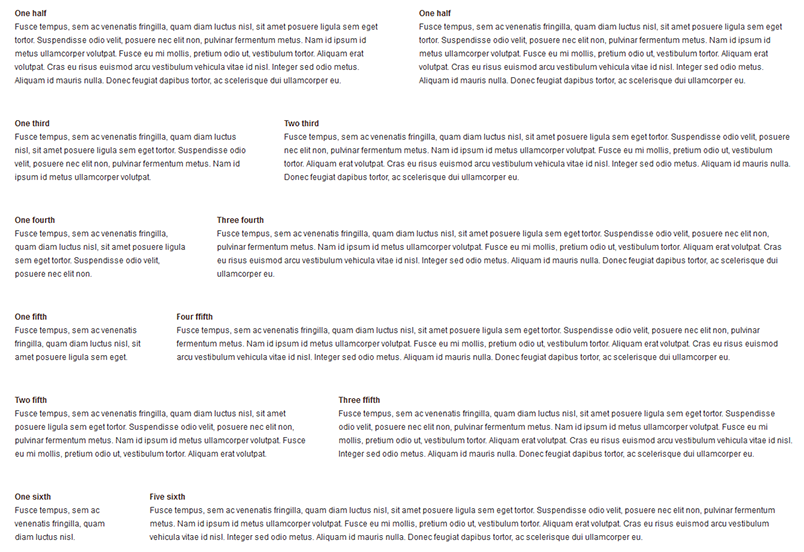 One half
Fusce tempus, sem ac venenatis fringilla, quam diam luctus nisl, sit amet posuere ligula sem eget
tortor. Suspendisse odio velit, posuere nec elit non, pulvinar fermentum metus. Nam id ipsum id
metus ullamcorper volutpat. Fusce eu mi mollis, pretium odio ut, vestibulum tortor. Aliquam erat
volutpat. Cras eu risus euismod arcu vestibulum vehicula vitae id nisl. Integer sed odio metus.
Aliquam id mauris nulla. Donec feugiat dapibus tortor, ac scelerisque dui ullamcorper eu.
One half
Fusce tempus, sem ac venenatis fringilla, quam diam luctus nisl, sit amet posuere ligula sem eget
tortor. Suspendisse odio velit, posuere nec elit non, pulvinar fermentum metus. Nam id ipsum id
metus ullamcorper volutpat. Fusce eu mi mollis, pretium odio ut, vestibulum tortor. Aliquam erat
volutpat. Cras eu risus euismod arcu vestibulum vehicula vitae id nisl. Integer sed odio metus.
Aliquam id mauris nulla. Donec feugiat dapibus tortor, ac scelerisque dui ullamcorper eu.
One third
Fusce tempus, sem ac venenatis fringilla, quam diam luctus
nisl, sit amet posuere ligula sem eget tortor. Suspendisse odio
velit, posuere nec elit non, pulvinar fermentum metus. Nam id
ipsum id metus ullamcorper volutpat.
Two third
Fusce tempus, sem ac venenatis fringilla, quam diam luctus nisl, sit amet posuere ligula sem eget tortor. Suspendisse odio velit, posuere
nec elit non, pulvinar fermentum metus. Nam id ipsum id metus ullamcorper volutpat. Fusce eu mi mollis, pretium odio ut, vestibulum
tortor. Aliquam erat volutpat. Cras eu risus euismod arcu vestibulum vehicula vitae id nisl. Integer sed odio metus. Aliquam id mauris nulla.
Donec feugiat dapibus tortor, ac scelerisque dui ullamcorper eu.
One fourth
Fusce tempus, sem ac venenatis fringilla,
quam diam luctus nisl, sit amet posuere ligula
sem eget tortor. Suspendisse odio velit,
posuere nec elit non.
Three fourth
Fusce tempus, sem ac venenatis fringilla, quam diam luctus nisl, sit amet posuere ligula sem eget tortor. Suspendisse odio velit, posuere nec elit non,
pulvinar fermentum metus. Nam id ipsum id metus ullamcorper volutpat. Fusce eu mi mollis, pretium odio ut, vestibulum tortor. Aliquam erat volutpat. Cras
eu risus euismod arcu vestibulum vehicula vitae id nisl. Integer sed odio metus. Aliquam id mauris nulla. Donec feugiat dapibus tortor, ac scelerisque dui
ullamcorper eu.
One fifth
Fusce tempus, sem ac venenatis
fringilla, quam diam luctus nisl, sit
amet posuere ligula sem eget.
Four ffifth
Fusce tempus, sem ac venenatis fringilla, quam diam luctus nisl, sit amet posuere ligula sem eget tortor. Suspendisse odio velit, posuere nec elit non, pulvinar
fermentum metus. Nam id ipsum id metus ullamcorper volutpat. Fusce eu mi mollis, pretium odio ut, vestibulum tortor. Aliquam erat volutpat. Cras eu risus euismod
arcu vestibulum vehicula vitae id nisl. Integer sed odio metus. Aliquam id mauris nulla. Donec feugiat dapibus tortor, ac scelerisque dui ullamcorper eu.
Two fifth
Fusce tempus, sem ac venenatis fringilla, quam diam luctus nisl, sit amet
posuere ligula sem eget tortor. Suspendisse odio velit, posuere nec elit non,
pulvinar fermentum metus. Nam id ipsum id metus ullamcorper volutpat. Fusce
eu mi mollis, pretium odio ut, vestibulum tortor. Aliquam erat volutpat.
Three ffifth
Fusce tempus, sem ac venenatis fringilla, quam diam luctus nisl, sit amet posuere ligula sem eget tortor. Suspendisse
odio velit, posuere nec elit non, pulvinar fermentum metus. Nam id ipsum id metus ullamcorper volutpat. Fusce eu mi
mollis, pretium odio ut, vestibulum tortor. Aliquam erat volutpat. Cras eu risus euismod arcu vestibulum vehicula vitae id nisl.
Integer sed odio metus. Aliquam id mauris nulla. Donec feugiat dapibus tortor, ac scelerisque dui ullamcorper eu.
One sixth
Fusce tempus, sem ac
venenatis fringilla, quam
diam luctus nisl.
Five sixth
Fusce tempus, sem ac venenatis fringilla, quam diam luctus nisl, sit amet posuere ligula sem eget tortor. Suspendisse odio velit, posuere nec elit non, pulvinar fermentum
metus. Nam id ipsum id metus ullamcorper volutpat. Fusce eu mi mollis, pretium odio ut, vestibulum tortor. Aliquam erat volutpat. Cras eu risus euismod arcu vestibulum
vehicula vitae id nisl. Integer sed odio metus. Aliquam id mauris nulla. Donec feugiat dapibus tortor, ac scelerisque dui ullamcorper eu.